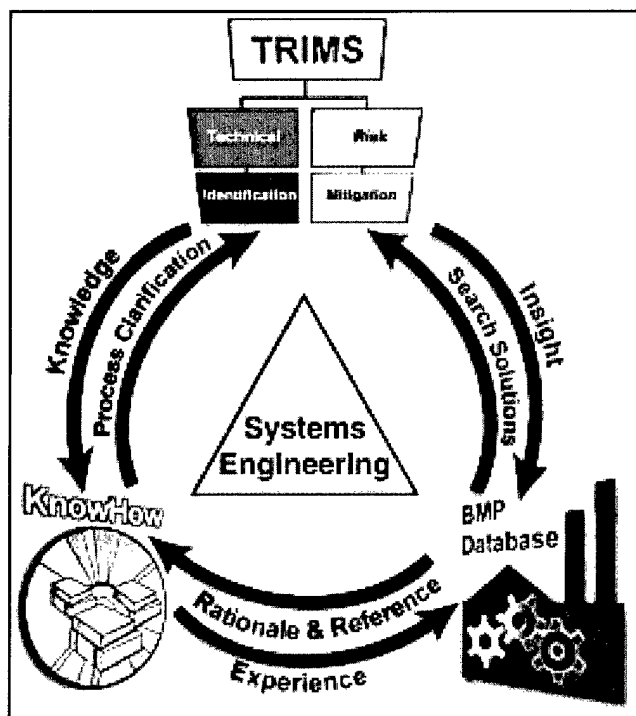 TRIMS
Technical
Risk
Identification
Mitigation
Knowledge
Process Clarification
Insight
Search Solutions
Systems
Engineering
KnowHow
BMP
Database
Rationale & Reference
Experience